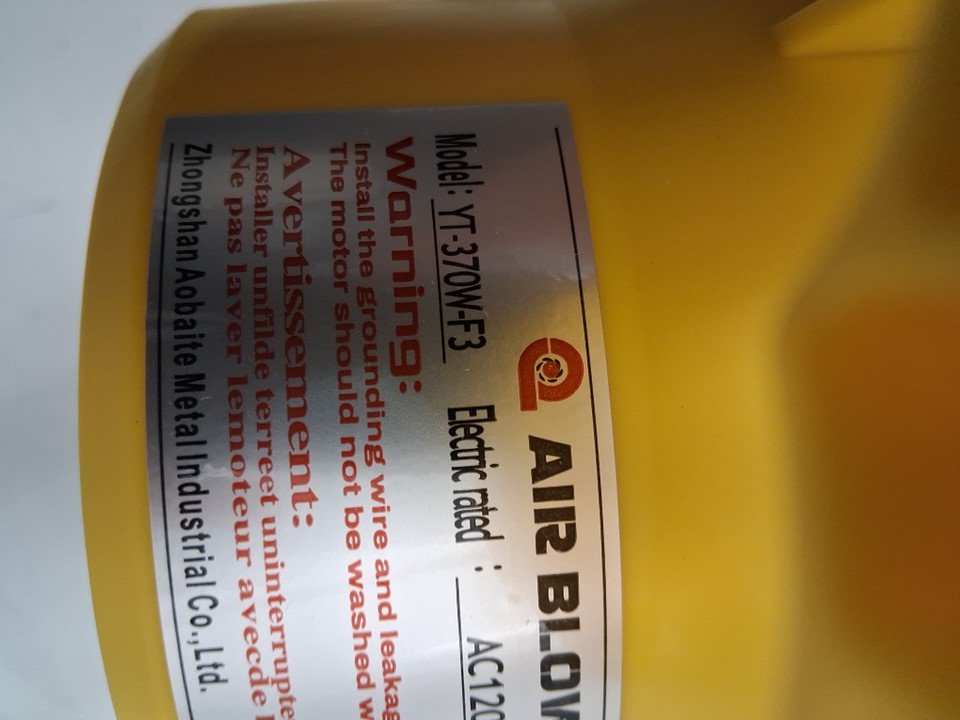 AIR BLOW
Model: YT-370W-F3 Electric rated : AC120
Warning:
Install the grounding wire and leakag
The motor should not be washed w
Avertissement:
Installer unfilde terreet uninterrupte
Ne pas laver lemoteur avecde l
Zhongshan Aobaite Metal Industrial Co.,Ltd.